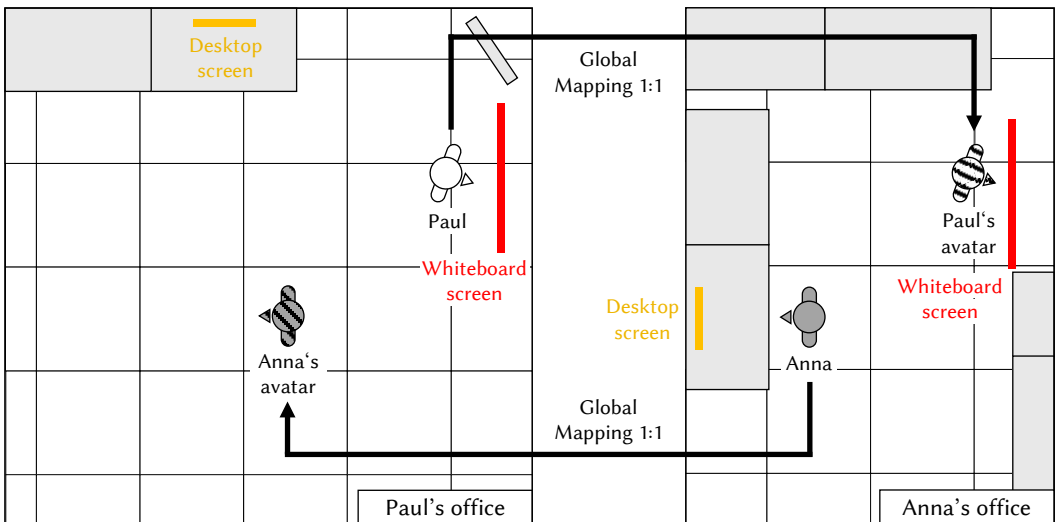 Desktop
screen
Global
Mapping 1:1
Paul
Paul‘s
avatar
Whiteboard
screen
Whiteboard
screen
Desktop
screen
Anna‘s
avatar
Anna
Global
Mapping 1:1
Paul's office
Anna's office